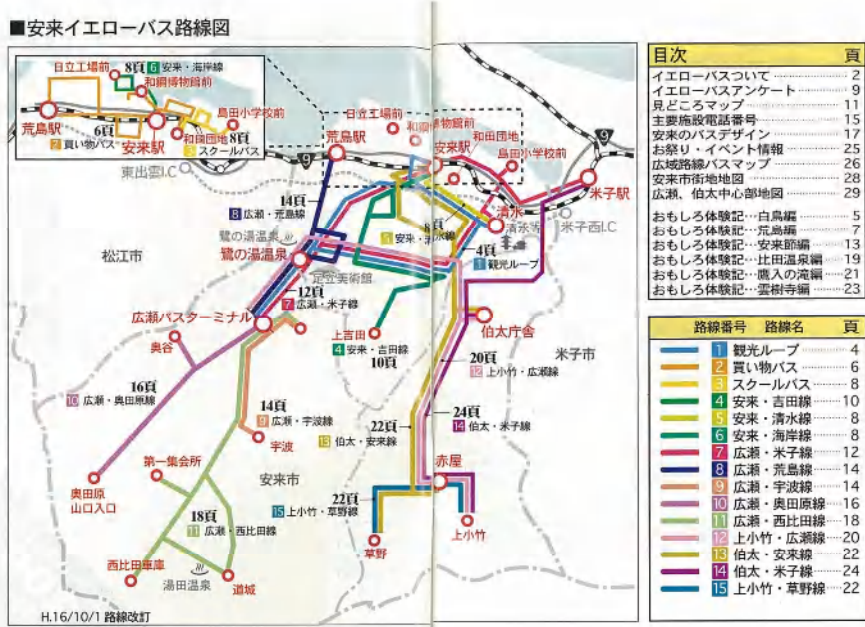 ■安来イエローバス路線図
日立工場前
8頁 6 安来・海岸線
和鋼博物館前
島田小学校前
荒島駅
6頁
2 買い物バス
安来駅
和田団地
8頁
3 スクールバス
東出雲I.C
9
荒島駅
日立工場前
和鋼博物館前
安来駅
和田団地
島田小学校前
9
米子駅
14頁
8 広瀬・荒島線
鷺の湯温泉
鷺の湯温泉
足立美術館
8頁
5 安来・清水線
清水
清水寺
米子西I.C
4頁
1 観光ループ
松江市
12頁
7 広瀬・米子線
広瀬バスターミナル
奥谷
上吉田
4 安来・吉田線
10頁
伯太庁舎
米子市
20頁
12 上小竹・広瀬線
16頁
10 広瀬・奥田原線
14頁
9 広瀬・宇波線
宇波
22頁
13 伯太・安来線
24頁
14 伯太・米子線
第一集会所
安来市
赤屋
奥田原
山口入口
22頁
15 上小竹・草野線
18頁
11 広瀬・西比田線
草野
上小竹
西比田車庫
湯田温泉
道城
H.16/10/1 路線改訂
目次 頁
イエローバスついて 2
イエローバスアンケート 9
見どころマップ 11
主要施設電話番号 15
安来のバスデザイン 17
お祭り・イベント情報 25
広域路線バスマップ 26
安来市街地地図 28
広瀬、伯太中心部地図 29
おもしろ体験記…白鳥編 5
おもしろ体験記…荒島編 7
おもしろ体験記…安来節編 13
おもしろ体験記…比田温泉編 19
おもしろ体験記…鷹入の滝編 21
おもしろ体験記…雲樹寺編 23
路線番号 路線名 頁
1 観光ループ 4
2 買い物バス 6
3 スクールバス 8
4 安来・吉田線 10
5 安来・清水線 8
6 安来・海岸線 8
7 広瀬・米子線 12
8 広瀬・荒島線 14
9 広瀬・宇波線 14
10 広瀬・奥田原線 16
11 広瀬・西比田線 18
12 上小竹・広瀬線 20
13 伯太・安来線 22
14 伯太・米子線 24
15 上小竹・草野線 22